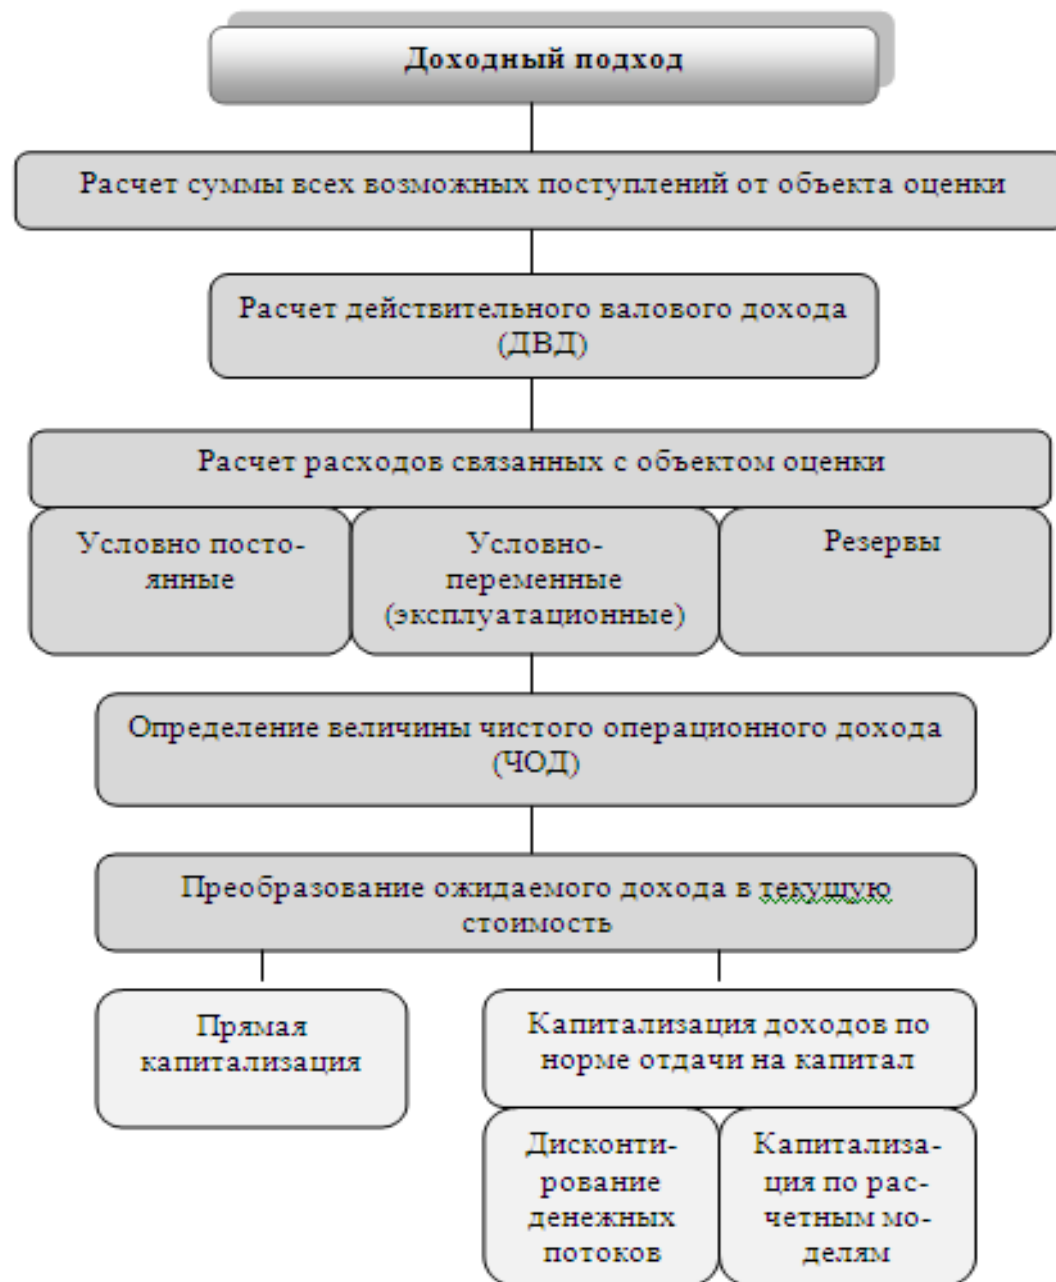 Доходный подход
Расчет суммы всех возможных поступлений от объекта оценки
Расчет действительного валового дохода
(ДВД)
Расчет расходов связанных с объектом оценки
Условно посто-
янные
Условно-
переменные
(эксплуатационные)
Резервы
Определение величины чистого операционного дохода
(ЧОД)
Преобразование ожидаемого дохода в текущую
стоимость
Прямая
капитализация
Капитализация доходов по
норме отдачи на капитал
Дисконти-
рование
денежных
потоков
Капитализа-
ция по рас-
четным мо-
делям